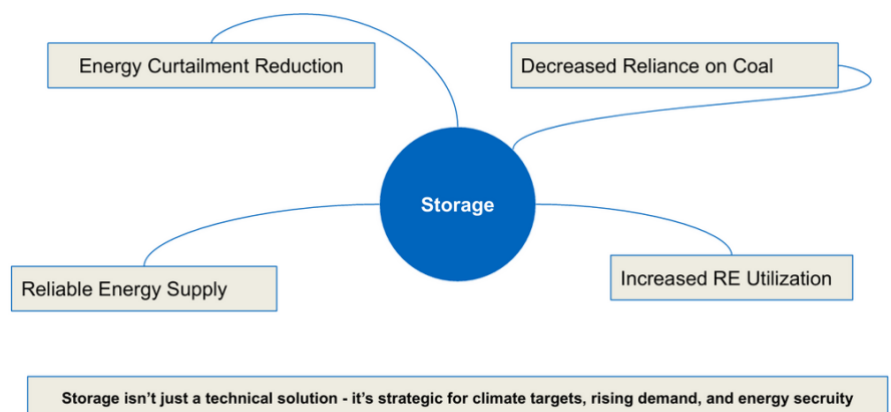 Energy Curtailment Reduction
Decreased Reliance on Coal
Storage
Reliable Energy Supply
Increased RE Utilization
Storage isn't just a technical solution - it's strategic for climate targets, rising demand, and energy secruity